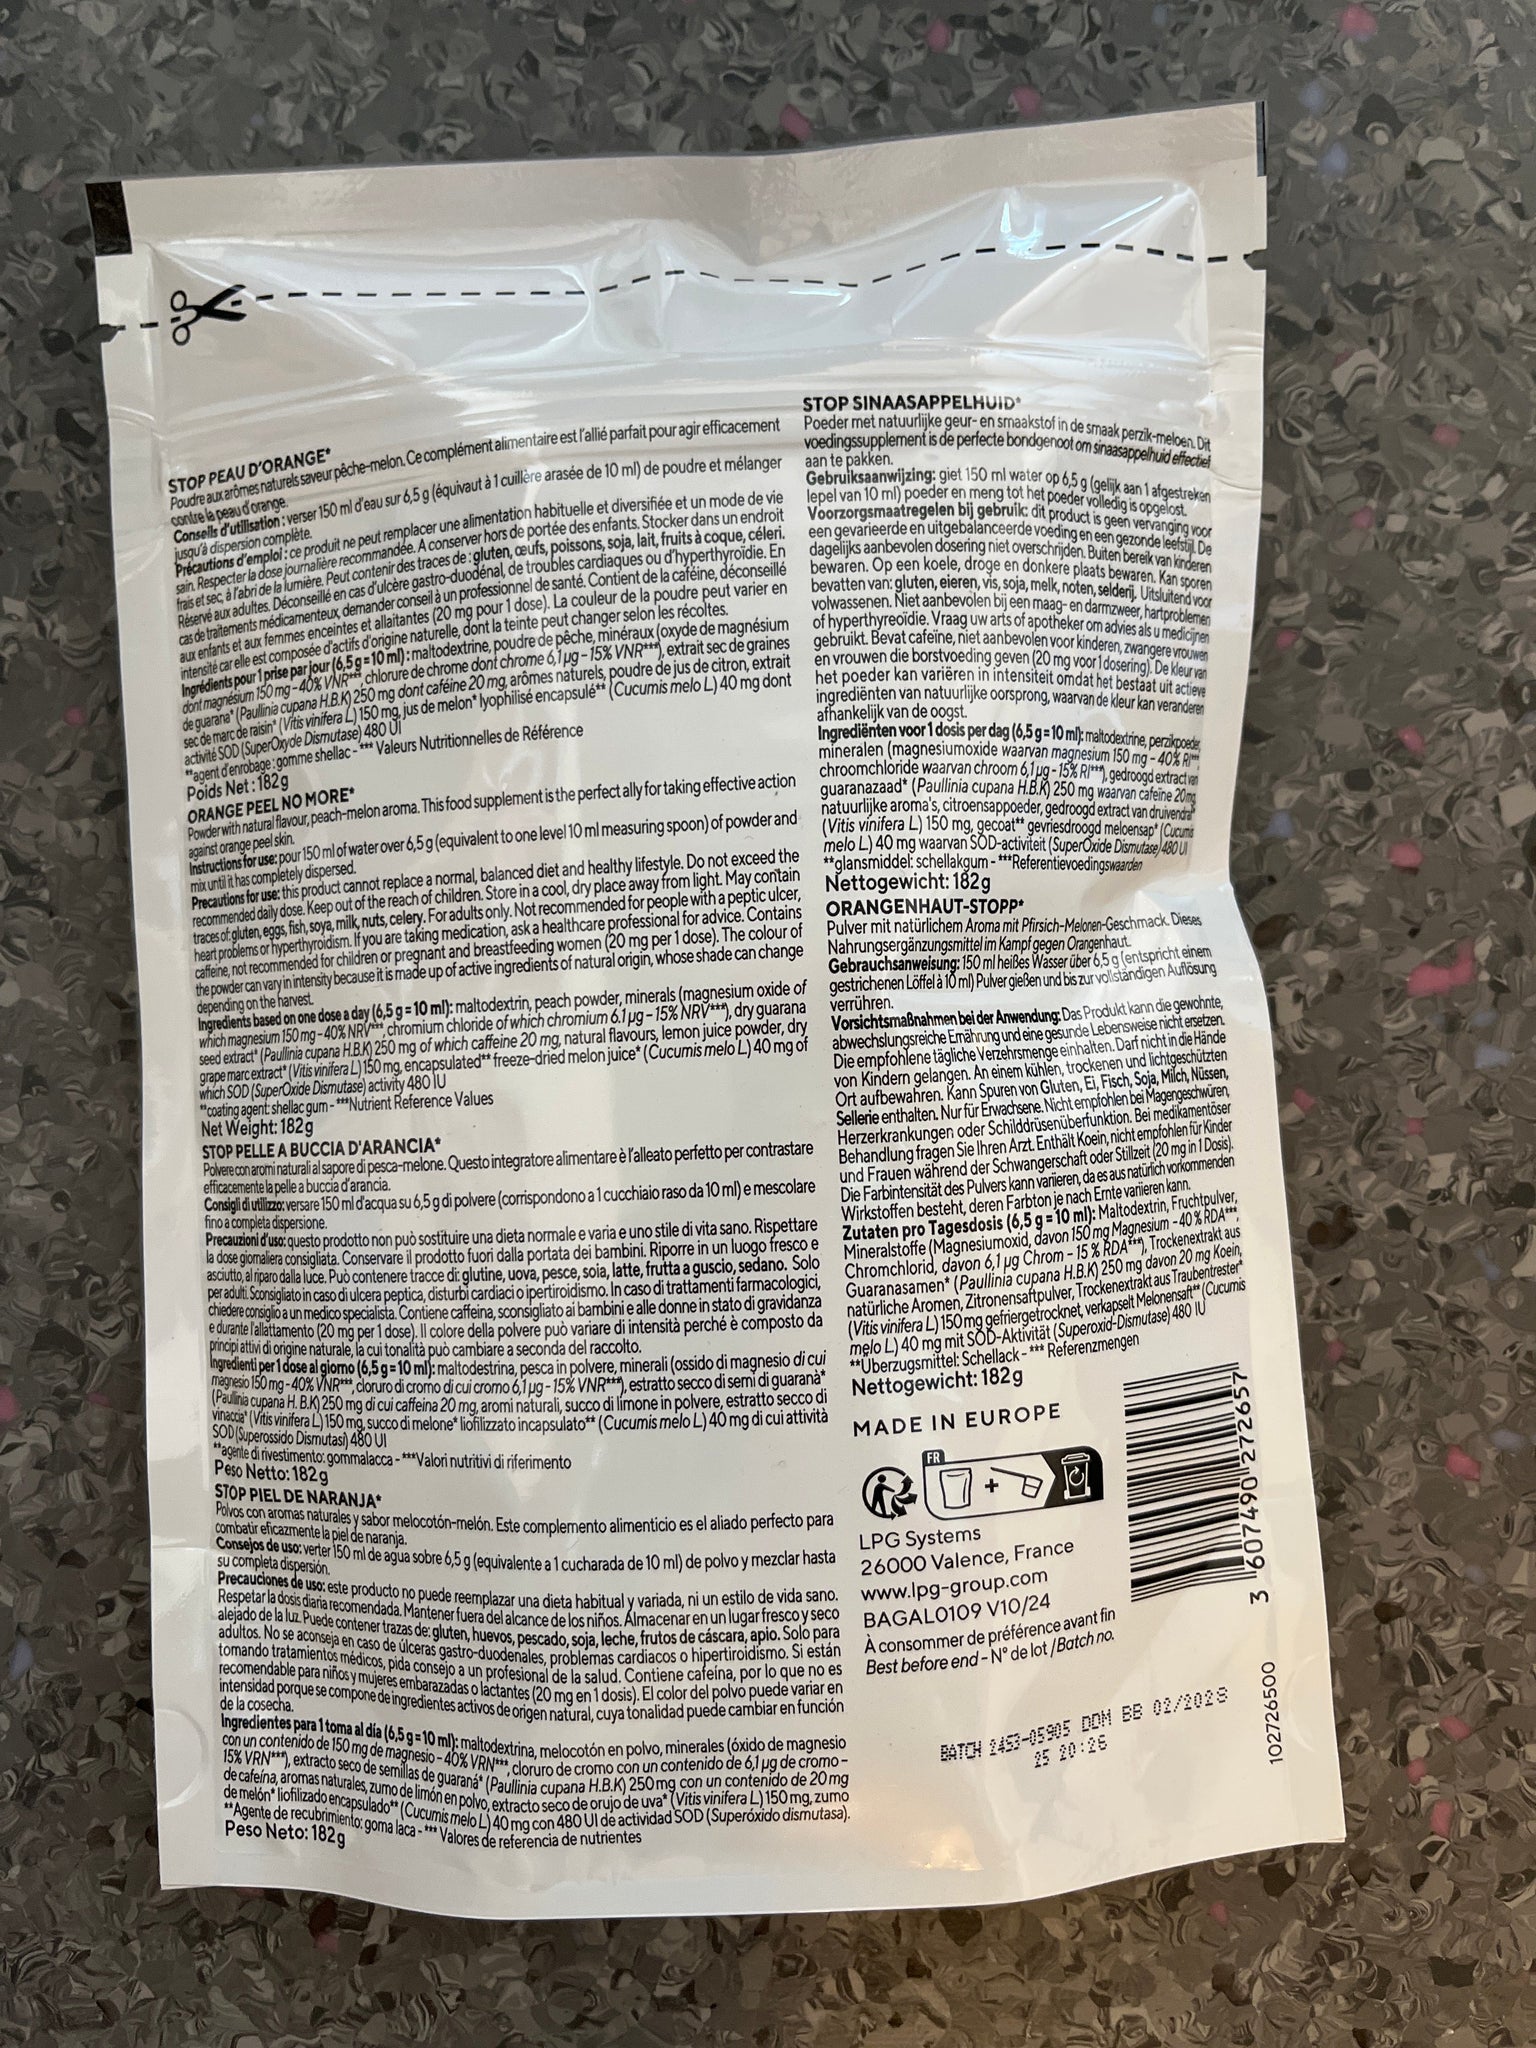 STOP PEAU D'ORANGE*
Poudre aux arômes naturels saveur pêche-melon. Ce complément alimentaire est l'allié parfait pour agir efficacement
contre la peau d'orange.
Conseils d'utilisation : verser 150 ml d'eau sur 6,5 g (équivaut à 1 cuillère arasée de 10 ml) de poudre et mélanger
jusqu'à dispersion complète.
Précautions d'emploi : ce produit ne peut remplacer une alimentation habituelle et diversifiée et un mode de vie
sain. Respecter la dose journalière recommandée. A conserver hors de portée des enfants. Stocker dans un endroit
frais et sec, à l'abri de la lumière. Peut contenir des traces de : gluten, œufs, poissons, soja, lait, fruits à coque, céleri.
Réservé aux adultes. Déconseillé en cas d'ulcère gastro-duodénal, de troubles cardiaques ou d'hyperthyroïdie. En
cas de traitements médicamenteux, demander conseil à un professionnel de santé. Contient de la caféine, déconseillé
aux enfants et aux femmes enceintes et allaitantes (20 mg pour 1 dose). La couleur de la poudre peut varier en
intensité car elle est composée d'actifs d'origine naturelle, dont la teinte peut changer selon les récoltes.
Ingrédients pour 1 prise par jour (6,5 g = 10 ml) : maltodextrine, poudre de pêche, minéraux (oxyde de magnésium
dont magnésium 150 mg - 40% VNR***, chlorure de chrome dont chrome 6,1 µg - 15% VNR***), extrait sec de graines
de guarana* (Paullinia cupana H.B.K) 250 mg dont caféine 20 mg, arômes naturels, poudre de jus de citron, extrait
sec de marc de raisin* (Vitis vinifera L) 150 mg, jus de melon* lyophilisé encapsulé** (Cucumis melo L) 40 mg dont
activité SOD (SuperOxyde Dismutase) 480 UI
**agent d'enrobage : gomme shellac - *** Valeurs Nutritionnelles de Référence
Poids Net : 182g
ORANGE PEEL NO MORE*
Powder with natural flavour, peach-melon aroma. This food supplement is the perfect ally for taking effective action
against orange peel skin.
Instructions for use: pour 150 ml of water over 6,5 g (equivalent to one level 10 ml measuring spoon) of powder and
mix until it has completely dispersed.
Precautions for use: this product cannot replace a normal, balanced diet and healthy lifestyle. Do not exceed the
recommended daily dose. Keep out of the reach of children. Store in a cool, dry place away from light. May contain
traces of: gluten, eggs, fish, soya, milk, nuts, celery. For adults only. Not recommended for people with a peptic ulcer,
heart problems or hyperthyroidism. If you are taking medication, ask a healthcare professional for advice. Contains
caffeine, not recommended for children or pregnant and breastfeeding women (20 mg per 1 dose). The colour of
the powder can vary in intensity because it is made up of active ingredients of natural origin, whose shade can change
depending on the harvest.
Ingredients based on one dose a day (6,5 g = 10 ml): maltodextrin, peach powder, minerals (magnesium oxide of
which magnesium 150 mg - 40% NRV***, chromium chloride of which chromium 6.1 µg - 15% NRV***), dry guarana
seed extract* (Paullinia cupana H.B.K) 250 mg of which caffeine 20 mg, natural flavours, lemon juice powder, dry
grape marc extract* (Vitis vinifera L) 150 mg, encapsulated** freeze-dried melon juice* (Cucumis melo L) 40 mg of
which SOD (SuperOxide Dismutase) activity 480 IU
**coating agent: shellac gum - ***Nutrient Reference Values
Net Weight: 182g
STOP PELLE A BUCCIA D'ARANCIA*
Polvere con aromi naturali al sapore di pesca-melone. Questo integratore alimentare è l'alleato perfetto per contrastare
efficacemente la pelle a buccia d'arancia.
Consigli di utilizzo: versare 150 ml d'acqua su 6,5 g di polvere (corrispondono a 1 cucchiaio raso da 10 ml) e mescolare
fino a completa dispersione.
Precauzioni d'uso: questo prodotto non può sostituire una dieta normale e varia e uno stile di vita sano. Rispettare
la dose giornaliera consigliata. Conservare il prodotto fuori dalla portata dei bambini. Riporre in un luogo fresco e
asciutto, al riparo dalla luce. Può contenere tracce di: glutine, uova, pesce, soia, latte, frutta a guscio, sedano. Solo
per adulti. Sconsigliato in caso di ulcera peptica, disturbi cardiaci o ipertiroidismo. In caso di trattamenti farmacologici,
chiedere consiglio a un medico specialista. Contiene caffeina, sconsigliato ai bambini e alle donne in stato di gravidanza
e durante l'allattamento (20 mg per 1 dose). Il colore della polvere può variare di intensità perché è composto da
principi attivi di origine naturale, la cui tonalità può cambiare a seconda del raccolto.
Ingredienti per 1 dose al giorno (6,5 g = 10 ml): maltodestrina, pesca in polvere, minerali (ossido di magnesio di cui
magnesio 150 mg - 40% VNR***, cloruro di cromo di cui cromo 6,1 µg - 15% VNR***), estratto secco di semi di guaranà*
(Paullinia cupana H. B.K) 250 mg di cui caffeina 20 mg, aromi naturali, succo di limone in polvere, estratto secco di
vinaccia* (Vitis vinifera L) 150 mg, succo di melone* liofilizzato incapsulato** (Cucumis melo L) 40 mg di cui attività
SOD (Superossido Dismutasi) 480 UI
**agente di rivestimento: gommalacca - ***Valori nutritivi di riferimento
Peso Netto: 182g
STOP PIEL DE NARANJA*
Polvos con aromas naturales y sabor melocotón-melón. Este complemento alimenticio es el aliado perfecto para
combatir eficazmente la piel de naranja.
Consejos de uso: verter 150 ml de agua sobre 6,5 g (equivalente a 1 cucharada de 10 ml) de polvo y mezclar hasta
su completa dispersión.
Precauciones de uso: este producto no puede reemplazar una dieta habitual y variada, ni un estilo de vida sano.
Respetar la dosis diaria recomendada. Mantener fuera del alcance de los niños. Almacenar en un lugar fresco y seco
alejado de la luz. Puede contener trazas de: gluten, huevos, pescado, soja, leche, frutos de cáscara, apio. Solo para
adultos. No se aconseja en caso de úlceras gastro-duodenales, problemas cardiacos o hipertiroidismo. Si están
tomando tratamientos médicos, pida consejo a un profesional de la salud. Contiene cafeína, por lo que no es
recomendable para niños y mujeres embarazadas o lactantes (20 mg en 1 dosis). El color del polvo puede variar en
intensidad porque se compone de ingredientes activos de origen natural, cuya tonalidad puede cambiar en función
de la cosecha.
Ingredientes para 1 toma al día (6,5 g = 10 ml): maltodextrina, melocotón en polvo, minerales (óxido de magnesio
con un contenido de 150 mg de magnesio - 40% VRN***, cloruro de cromo con un contenido de 6,1 µg de cromo -
15% VRN***), extracto seco de semillas de guaraná* (Paullinia cupana H.B.K) 250 mg con un contenido de 20 mg
de cafeína, aromas naturales, zumo de limón en polvo, extracto seco de orujo de uva* (Vitis vinifera L) 150 mg, zumo
de melón* liofilizado encapsulado** (Cucumis melo L) 40 mg con 480 UI de actividad SOD (Superóxido dismutasa).
**Agente de recubrimiento: goma laca - *** Valores de referencia de nutrientes
Peso Neto: 182g
STOP SINAASAPPELHUID*
Poeder met natuurlijke geur- en smaakstof in de smaak perzik-meloen. Dit
voedingssupplement is de perfecte bondgenoot om sinaasappelhuid effectief
aan te pakken.
Gebruiksaanwijzing: giet 150 ml water op 6,5 g (gelijk aan 1 afgestreken
lepel van 10 ml) poeder en meng tot het poeder volledig is opgelost.
Voorzorgsmaatregelen bij gebruik: dit product is geen vervanging voor
een gevarieerde en uitgebalanceerde voeding en een gezonde leefstijl. De
dagelijks aanbevolen dosering niet overschrijden. Buiten bereik van kinderen
bewaren. Op een koele, droge en donkere plaats bewaren. Kan sporen
bevatten van: gluten, eieren, vis, soja, melk, noten, selderij. Uitsluitend voor
volwassenen. Niet aanbevolen bij een maag- en darmzweer, hartproblemen
of hyperthyreoïdie. Vraag uw arts of apotheker om advies als u medicijnen
gebruikt. Bevat cafeïne, niet aanbevolen voor kinderen, zwangere vrouwen
en vrouwen die borstvoeding geven (20 mg voor 1 dosering). De kleur van
het poeder kan variëren in intensiteit omdat het bestaat uit actieve
ingrediënten van natuurlijke oorsprong, waarvan de kleur kan veranderen
afhankelijk van de oogst.
Ingrediënten voor 1 dosis per dag (6,5 g = 10 ml): maltodextrine, perzikpoeder,
mineralen (magnesiumoxide waarvan magnesium 150 mg - 40% RI***,
chroomchloride waarvan chroom 6,1 µg - 15% RI***), gedroogd extract van
guaranazaad* (Paullinia cupana H.B.K) 250 mg waarvan cafeïne 20 mg,
natuurlijke aroma's, citroensappoeder, gedroogd extract van druivendraf*
(Vitis vinifera L) 150 mg, gecoat** gevriesdroogd meloensap* (Cucumis
melo L) 40 mg waarvan SOD-activiteit (SuperOxide Dismutase) 480 UI
**glansmiddel: schellakgum - ***Referentievoedingswaarden
Nettogewicht: 182g
ORANGENHAUT-STOPP*
Pulver mit natürlichem Aroma mit Pfirsich-Melonen-Geschmack. Dieses
Nahrungsergänzungsmittel im Kampf gegen Orangenhaut.
Gebrauchsanweisung: 150 ml heißes Wasser über 6,5 g (entspricht einem
gestrichenen Löffel à 10 ml) Pulver gießen und bis zur vollständigen Auflösung
verrühren.
Vorsichtsmaßnahmen bei der Anwendung: Das Produkt kann die gewohnte,
abwechslungsreiche Ernährung und eine gesunde Lebensweise nicht ersetzen.
Die empfohlene tägliche Verzehrsmenge einhalten. Darf nicht in die Hände
von Kindern gelangen. An einem kühlen, trockenen und lichtgeschützten
Ort aufbewahren. Kann Spuren von Gluten, Ei, Fisch, Soja, Milch, Nüssen,
Sellerie enthalten. Nur für Erwachsene. Nicht empfohlen bei Magengeschwüren,
Herzerkrankungen oder Schilddrüsenüberfunktion. Bei medikamentöser
Behandlung fragen Sie Ihren Arzt. Enthält Koein, nicht empfohlen für Kinder
und Frauen während der Schwangerschaft oder Stillzeit (20 mg in 1 Dosis).
Die Farbintensität des Pulvers kann variieren, da es aus natürlich vorkommenden
Wirkstoffen besteht, deren Farbton je nach Ernte variieren kann.
Zutaten pro Tagesdosis (6,5 g = 10 ml): Maltodextrin, Fruchtpulver,
Mineralstoffe (Magnesiumoxid, davon 150 mg Magnesium - 40 % RDA***,
Chromchlorid, davon 6,1 µg Chrom - 15 % RDA***), Trockenextrakt aus
Guaranasamen* (Paullinia cupana H.B.K) 250 mg davon 20 mg Koein,
natürliche Aromen, Zitronensaftpulver, Trockenextrakt aus Traubentrester*
(Vitis vinifera L) 150 mg gefriergetrocknet, verkapselt Melonensaft** (Cucumis
melo L) 40 mg mit SOD-Aktivität (Superoxid-Dismutase) 480 IU
**Überzugsmittel: Schellack - *** Referenzmengen
Nettogewicht: 182g
MADE IN EUROPE
FR
+
LPG Systems
26000 Valence, France
www.lpg-group.com
BAGAL0109 V10/24
À consommer de préférence avant fin
Best before end - N° de lot / Batch no.
3 607490 272657
102726500
BATCH 2453-05905 DDM BB 02/2028
25 20:26